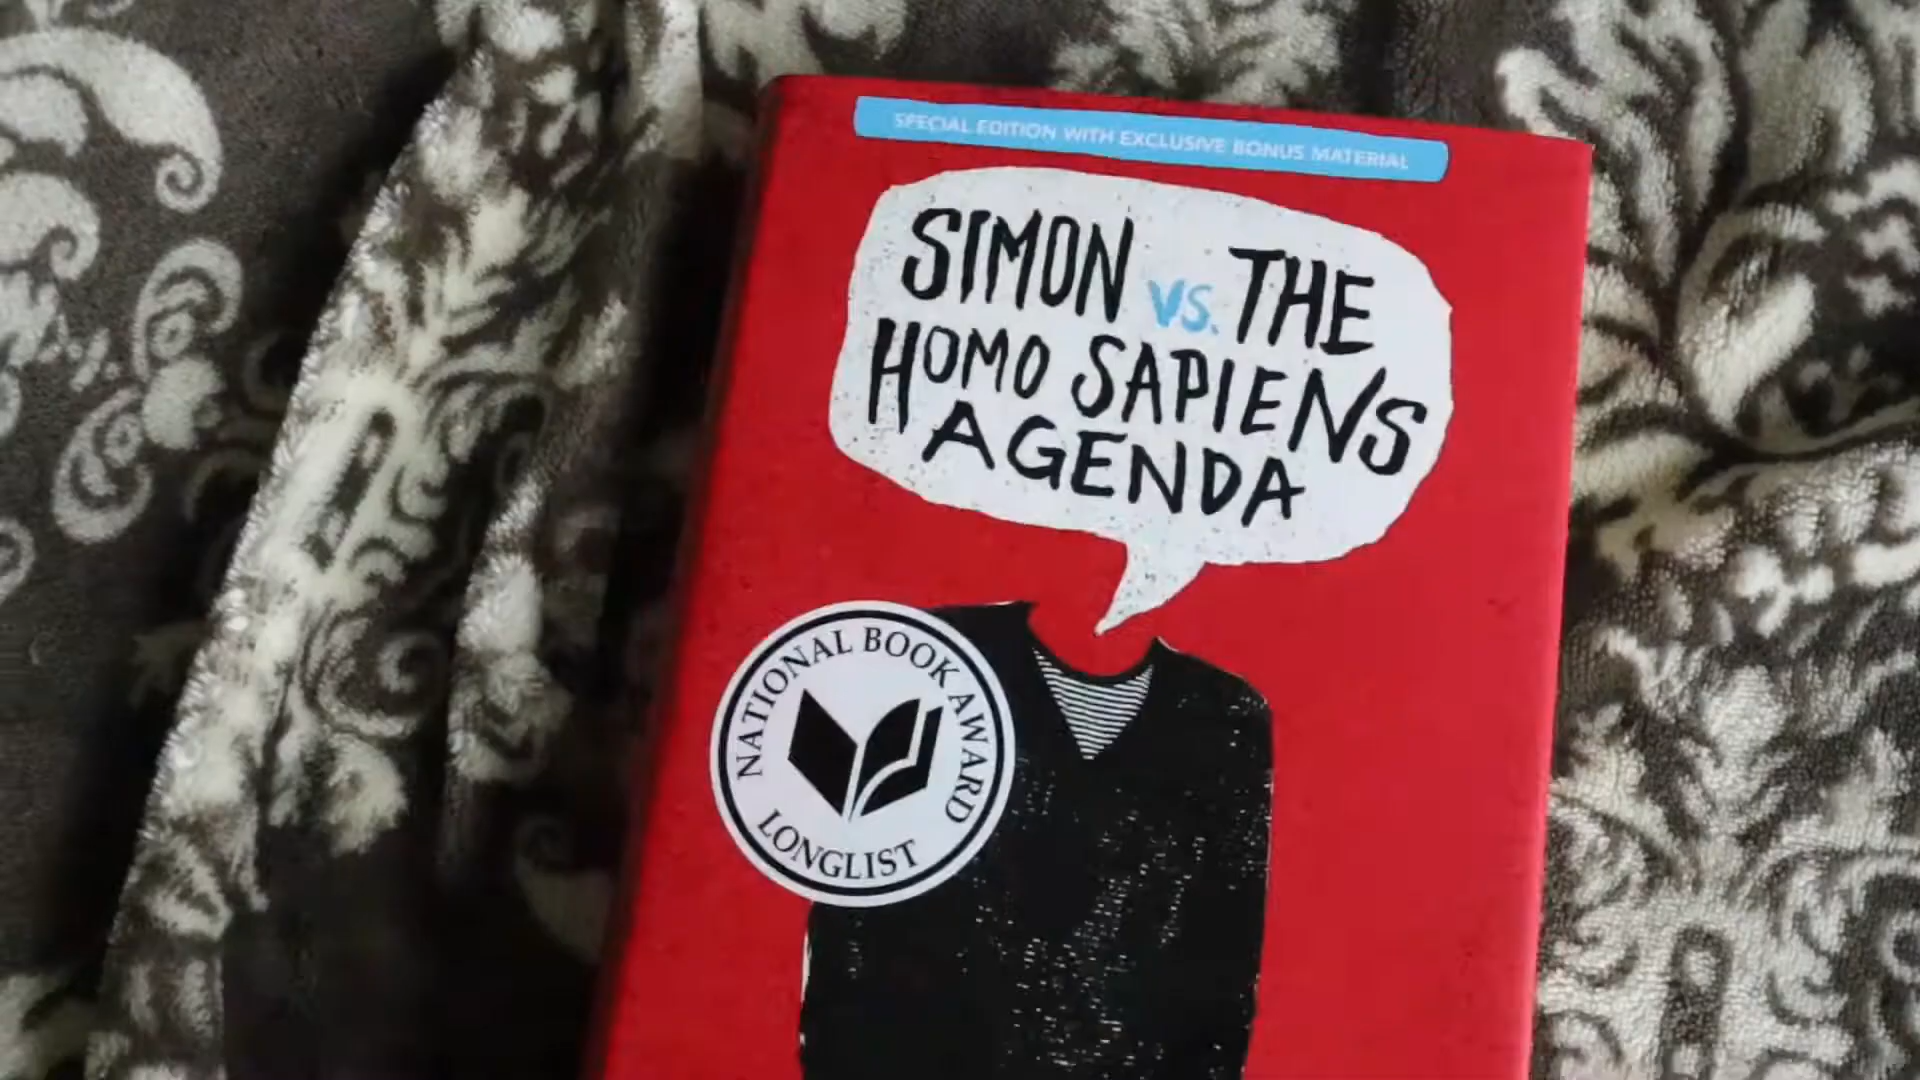 SPECIAL EDITION WITH EXCLUSIVE BONUS MATERIAL
SIMON VS. THE
HOMO SAPIENS
AGENDA
NATIONAL BOOK AWARD
LONGLIST